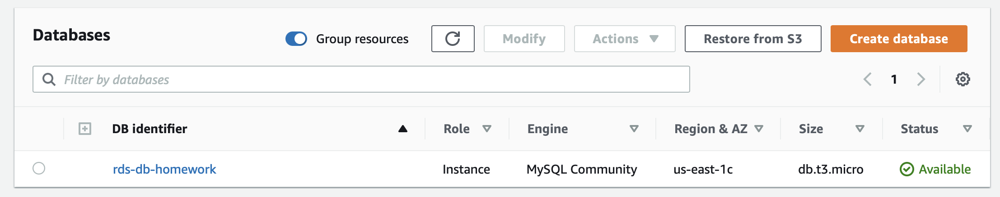 Databases
Group resources
Modify
Actions
Restore from S3
Create database
Filter by databases
1
DB identifier
Role
Engine
Region & AZ
Size
Status
rds-db-homework
Instance
MySQL Community
us-east-1c
db.t3.micro
Available